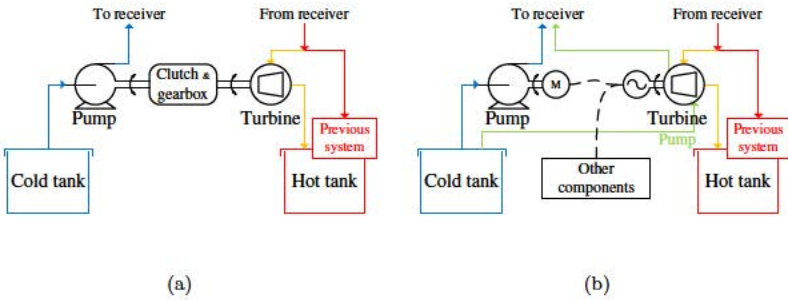 To receiver
From receiver
Clutch &
gearbox
Pump
Turbine
Previous
system
Cold tank
Hot tank
(a)
To receiver
From receiver
M
Pump
Turbine
Pump
Previous
system
Cold tank
Other
components
Hot tank
(b)